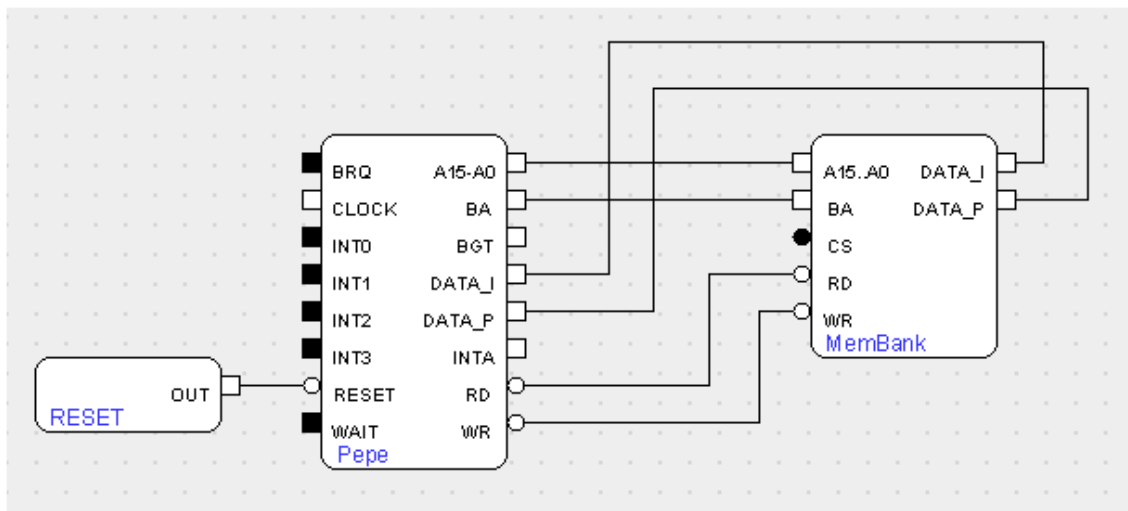 BRQ A15-A0
CLOCK BA
INT0 BGT
INT1 DATA_I
INT2 DATA_P
INT3 INTA
RESET RD
WAIT WR
Pepe
A15..A0 DATA_I
BA DATA_P
CS
RD
WR
MemBank
OUT
RESET